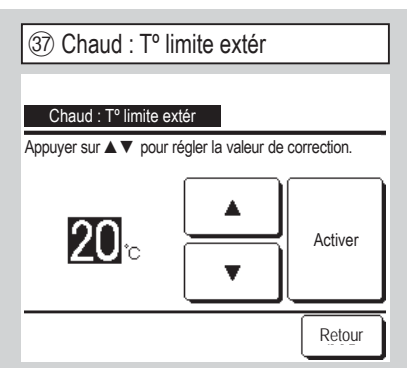 ㊲ Chaud : Tº limite extér
Chaud : Tº limite extér
Appuyer sur ▲▼ pour régler la valeur de correction.
▲
20°C
Activer
▼
Retour